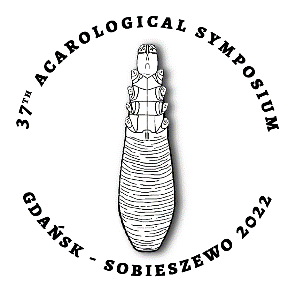 37TH ACAROLOGICAL SYMPOSIUM
GDAŃSK - SOBIESZEWO 2022